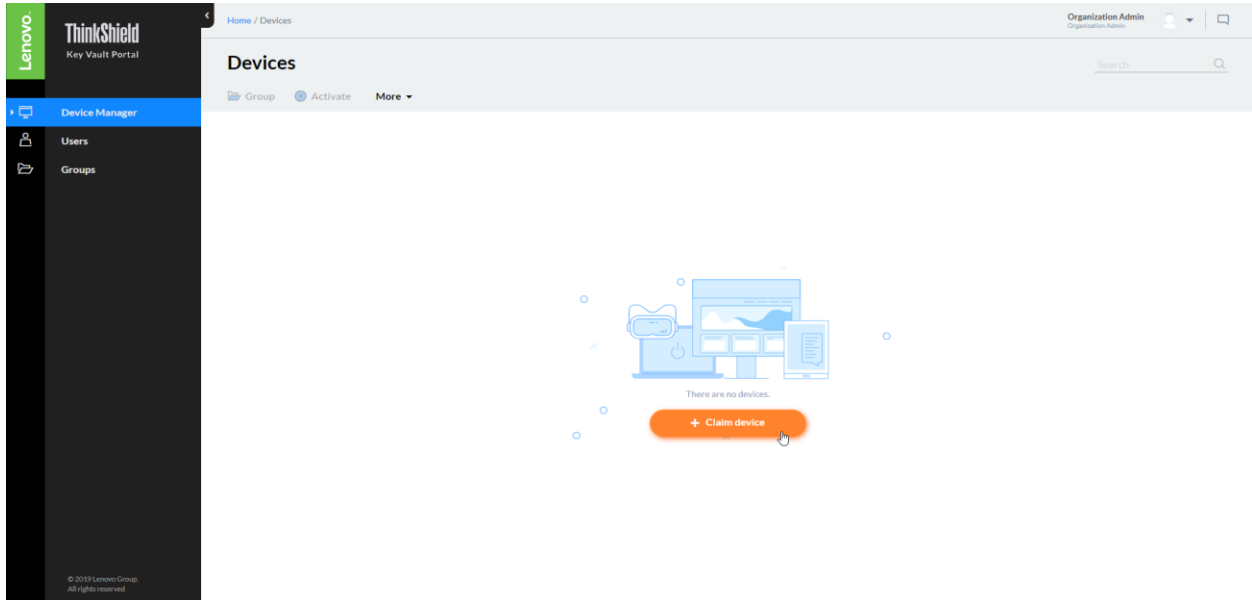 Lenovo.
ThinkShield
Key Vault Portal
Device Manager
Users
Groups
© 2019 Lenovo Group.
All rights reserved
Home / Devices
Organization Admin
Organization Admin
Devices
Search
Group Activate More
There are no devices.
+ Claim device